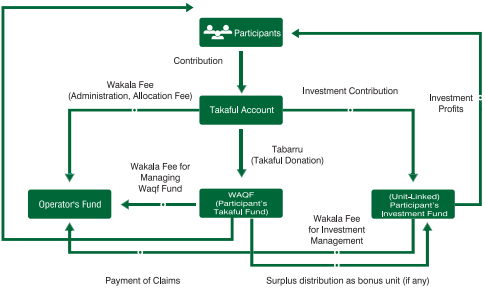 Participants
Contribution
Wakala Fee
(Administration, Allocation Fee)
Investment Contribution
Investment
Profits
Takaful Account
Tabarru
(Takaful Donation)
Wakala Fee for
Managing
Waqf Fund
Operator's Fund
WAQF
(Participant's
Takaful Fund)
(Unit-Linked)
Participant's
Investment Fund
Wakala Fee
for Investment
Management
Payment of Claims
Surplus distribution as bonus unit (if any)